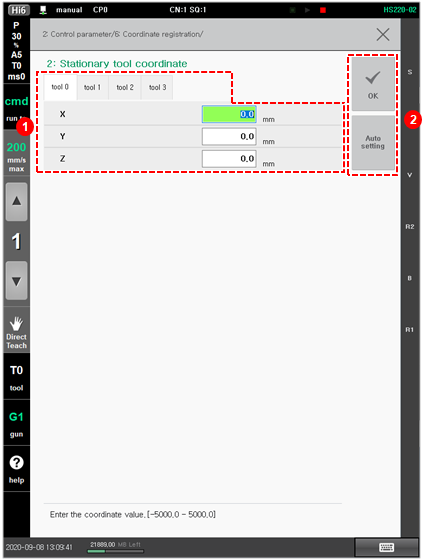 Hi6 manual CP0 CN:1 SQ:1 HS220-02
P
30
%
A5
T0
ms0
cmd
run to
200
mm/s
max
1
Direct
Teach
T0
tool
G1
gun
?
help
2: Control parameter/6: Coordinate registration/
2: Stationary tool coordinate
tool 0 tool 1 tool 2 tool 3
1
X 0.0 mm
Y 0.0 mm
Z 0.0 mm
OK
Auto
setting
2
S
V
R2
B
R1
Enter the coordinate value. [-5000.0 - 5000.0]
2020-09-08 13:09:41 21889.00 MB Left